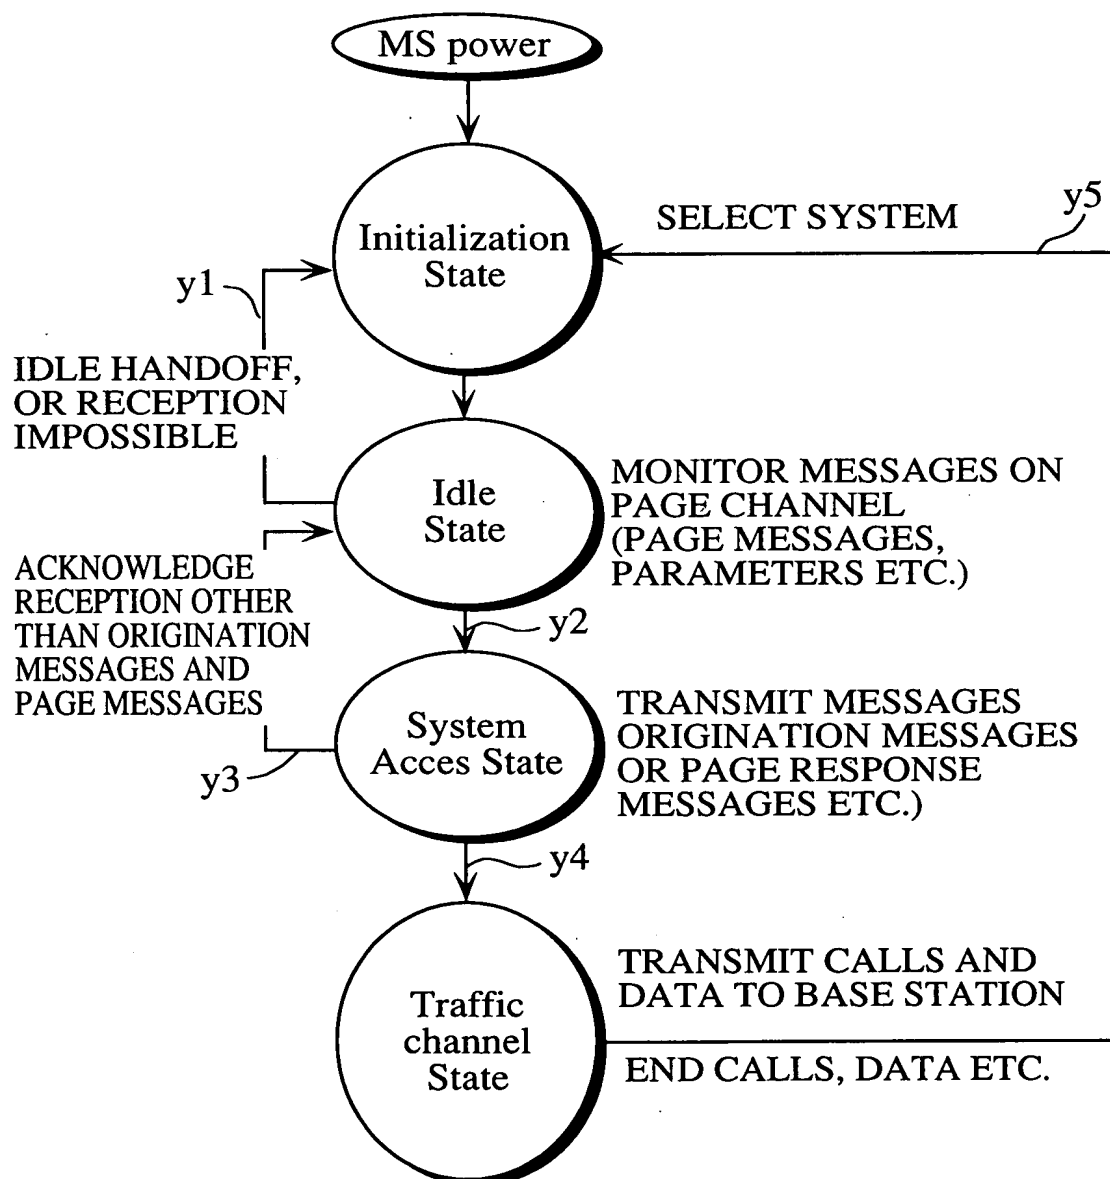 MS power
Initialization
State
SELECT SYSTEM
y5
y1
IDLE HANDOFF,
OR RECEPTION
IMPOSSIBLE
Idle
State
MONITOR MESSAGES ON
PAGE CHANNEL
(PAGE MESSAGES,
PARAMETERS ETC.)
ACKNOWLEDGE
RECEPTION OTHER
THAN ORIGINATION
MESSAGES AND
PAGE MESSAGES
y2
y3
System
Acces State
TRANSMIT MESSAGES
ORIGINATION MESSAGES
OR PAGE RESPONSE
MESSAGES ETC.)
y4
Traffic
channel
State
TRANSMIT CALLS AND
DATA TO BASE STATION
END CALLS, DATA ETC.